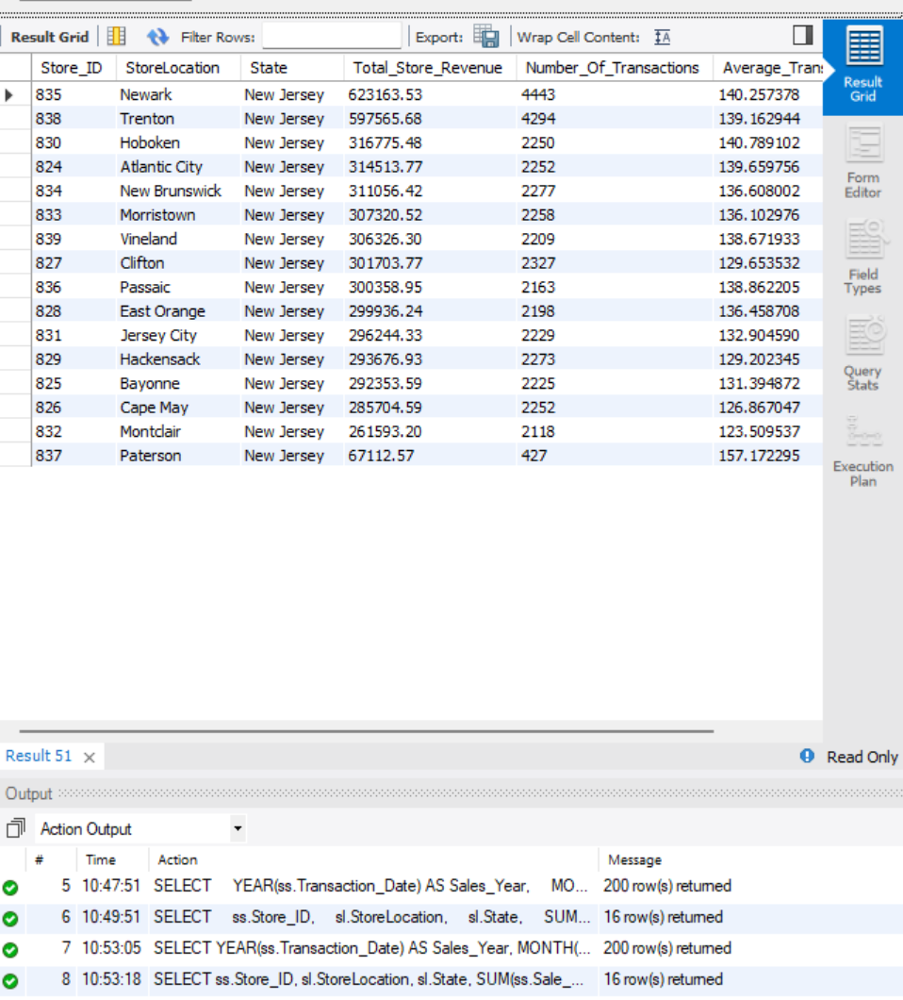 Result Grid Filter Rows: Export: Wrap Cell Content: IA
Store_ID StoreLocation State Total_Store_Revenue Number_Of_Transactions Average_Trans
835 Newark New Jersey 623163.53 4443 140.257378
838 Trenton New Jersey 597565.68 4294 139.162944
830 Hoboken New Jersey 316775.48 2250 140.789102
824 Atlantic City New Jersey 314513.77 2252 139.659756
834 New Brunswick New Jersey 311056.42 2277 136.608002
833 Morristown New Jersey 307320.52 2258 136.102976
839 Vineland New Jersey 306326.30 2209 138.671933
827 Clifton New Jersey 301703.77 2327 129.653532
836 Passaic New Jersey 300358.95 2163 138.862205
828 East Orange New Jersey 299936.24 2198 136.458708
831 Jersey City New Jersey 296244.33 2229 132.904590
829 Hackensack New Jersey 293676.93 2273 129.202345
825 Bayonne New Jersey 292353.59 2225 131.394872
826 Cape May New Jersey 285704.59 2252 126.867047
832 Montclair New Jersey 261593.20 2118 123.509537
837 Paterson New Jersey 67112.57 427 157.172295
Result
Grid
Form
Editor
Field
Types
Query
Stats
Execution
Plan
Result 51 Read Only
Output
Action Output
# Time Action Message
5 10:47:51 SELECT YEAR(ss.Transaction_Date) AS Sales_Year, MO... 200 row(s) returned
6 10:49:51 SELECT ss.Store_ID, sl.StoreLocation, sl.State, SUM... 16 row(s) returned
7 10:53:05 SELECT YEAR(ss.Transaction_Date) AS Sales_Year, MONTH(... 200 row(s) returned
8 10:53:18 SELECT ss.Store_ID, sl.StoreLocation, sl.State, SUM(ss.Sale_... 16 row(s) returned